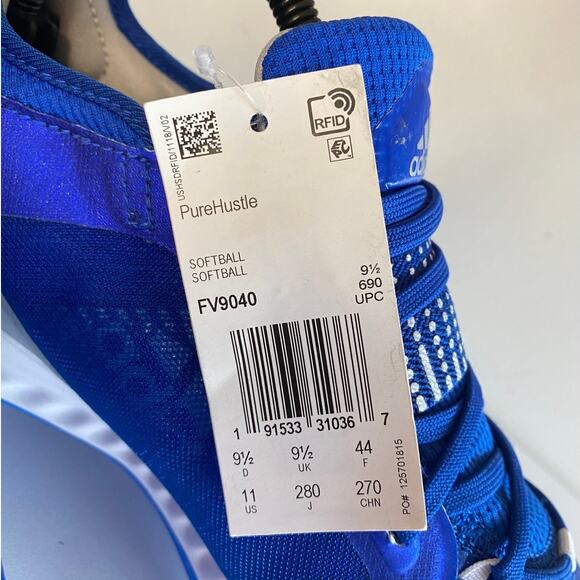 USHSDRFID/1118/V02
RFID
PureHustle
SOFTBALL
SOFTBALL
FV9040
9½
690
UPC
1 91533 31036 7
9½ 9½ 44
D UK F
11 280 270
US J CHN
PO# 125701815